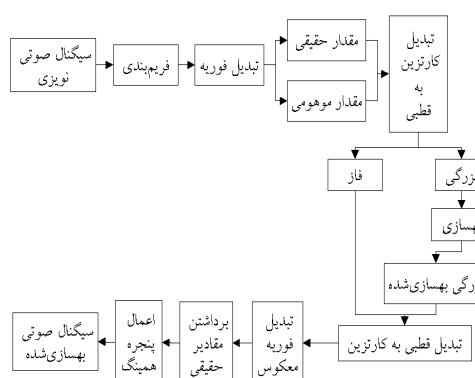 سیگنال صوتی
نویزی
فریم‌بندی
تبدیل فوریه
مقدار حقیقی
مقدار موهومی
تبدیل
کارتزین
به
قطبی
فاز
بهسازی‌شده
تبدیل قطبی به کارتزین
تبدیل
فوریه
معکوس
برداشتن
مقادیر
حقیقی
اعمال
پنجره
همینگ
سیگنال صوتی
بهسازی‌شده